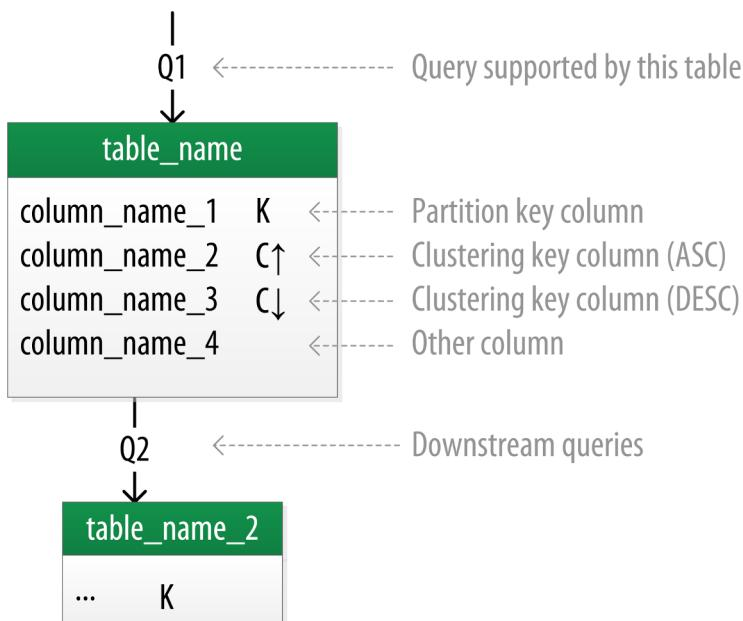 Q1 Query supported by this table
table_name
column_name_1 K Partition key column
column_name_2 C↑ Clustering key column (ASC)
column_name_3 C↓ Clustering key column (DESC)
column_name_4 Other column
Q2 Downstream queries
table_name_2
... K